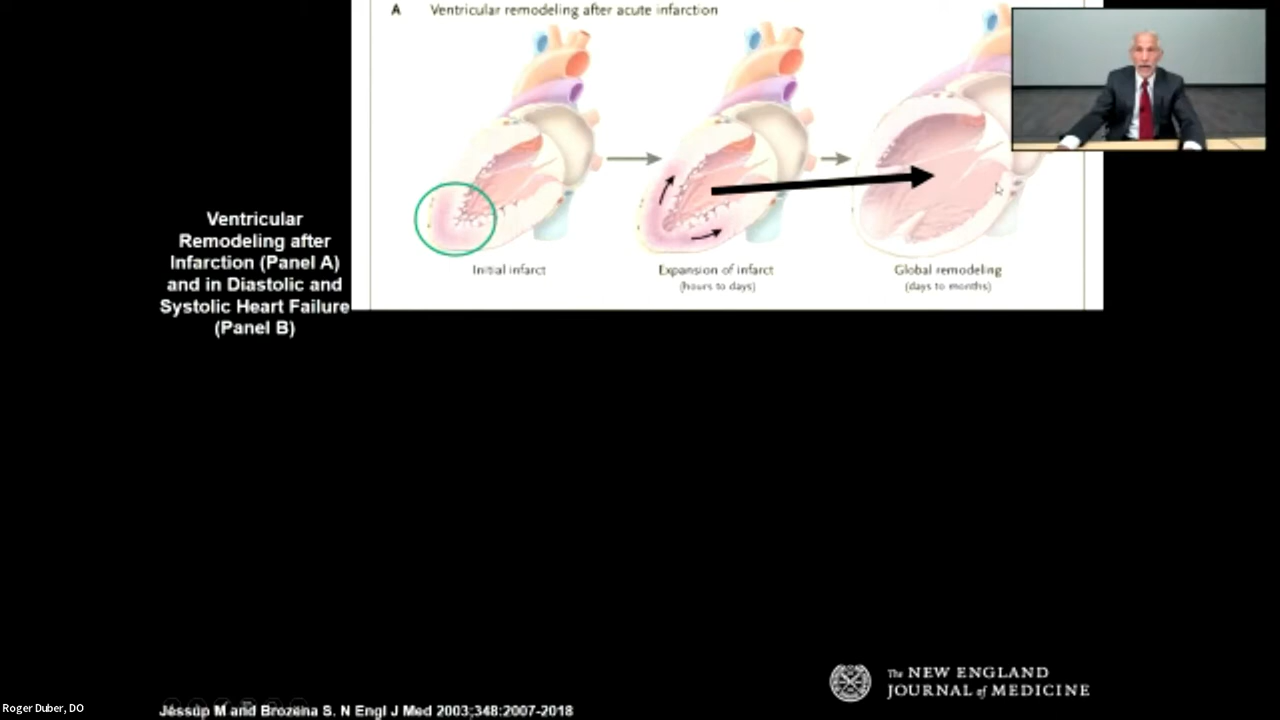 A Ventricular remodeling after acute infarction
Ventricular
Remodeling after
Infarction (Panel A)
and in Diastolic and
Systolic Heart Failure
(Panel B)
Initial infarct
Expansion of infarct
(hours to days)
Global remodeling
(days to months)
The NEW ENGLAND
JOURNAL of MEDICINE
Roger Duber, DO
Jessup M and Brozena S. N Engl J Med 2003;348:2007-2018